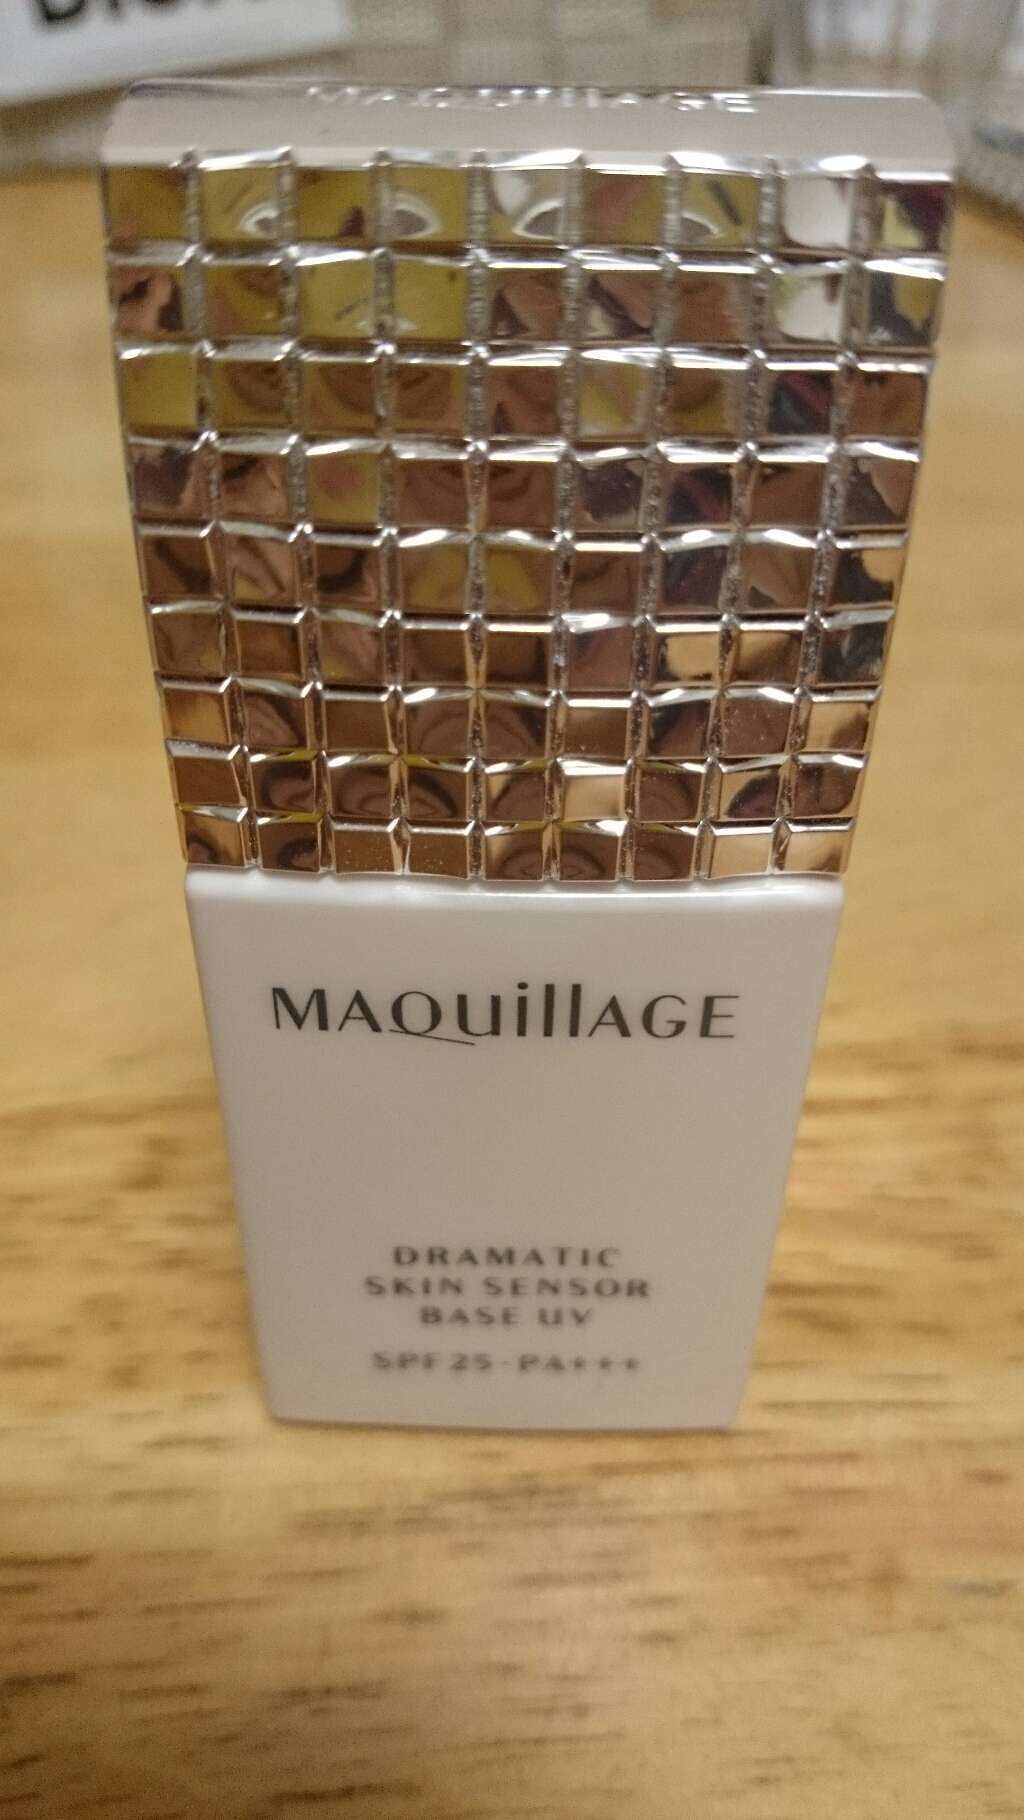 MAQuillAGE
MAQuillAGE
DRAMATIC
SKIN SENSOR
BASE UV
SPF25·PA+++